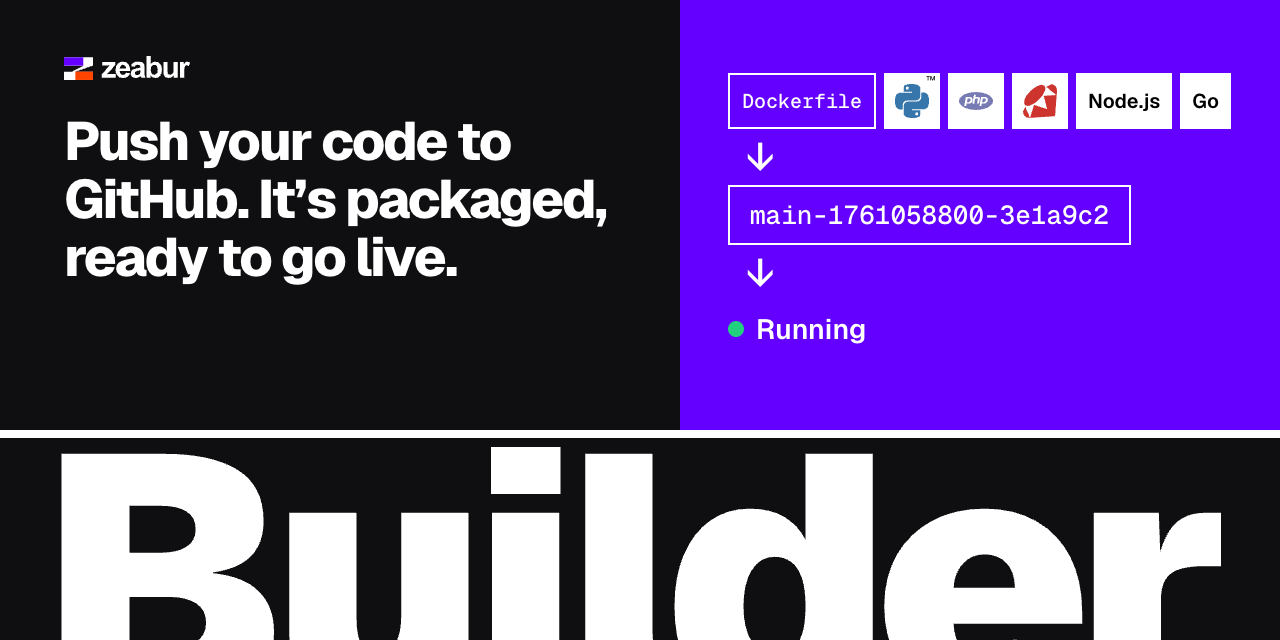 zeabur
Push your code to
GitHub. It’s packaged,
ready to go live.
Dockerfile
™
php
Node.js
Go
main-1761058800-3e1a9c2
Running
Builder